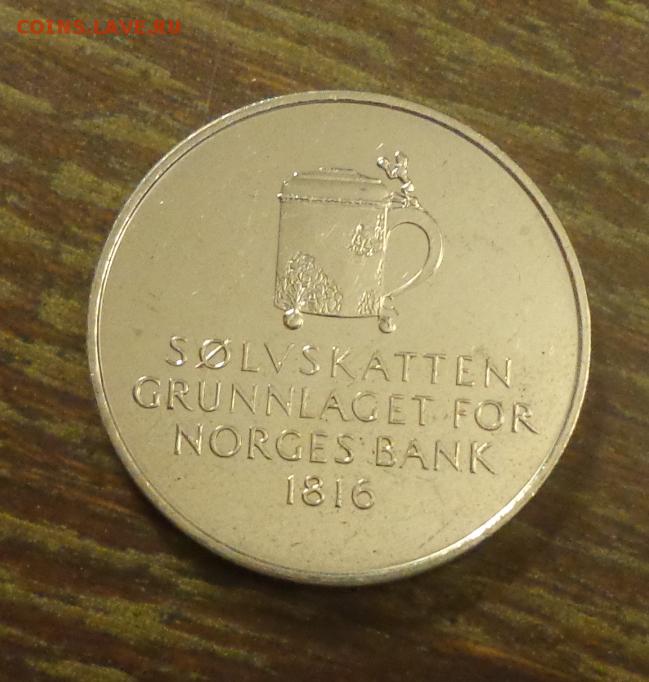 COINS.LAVE.RU
SØLVSKATTEN
GRUNNLAGET FOR
NORGES BANK
1816